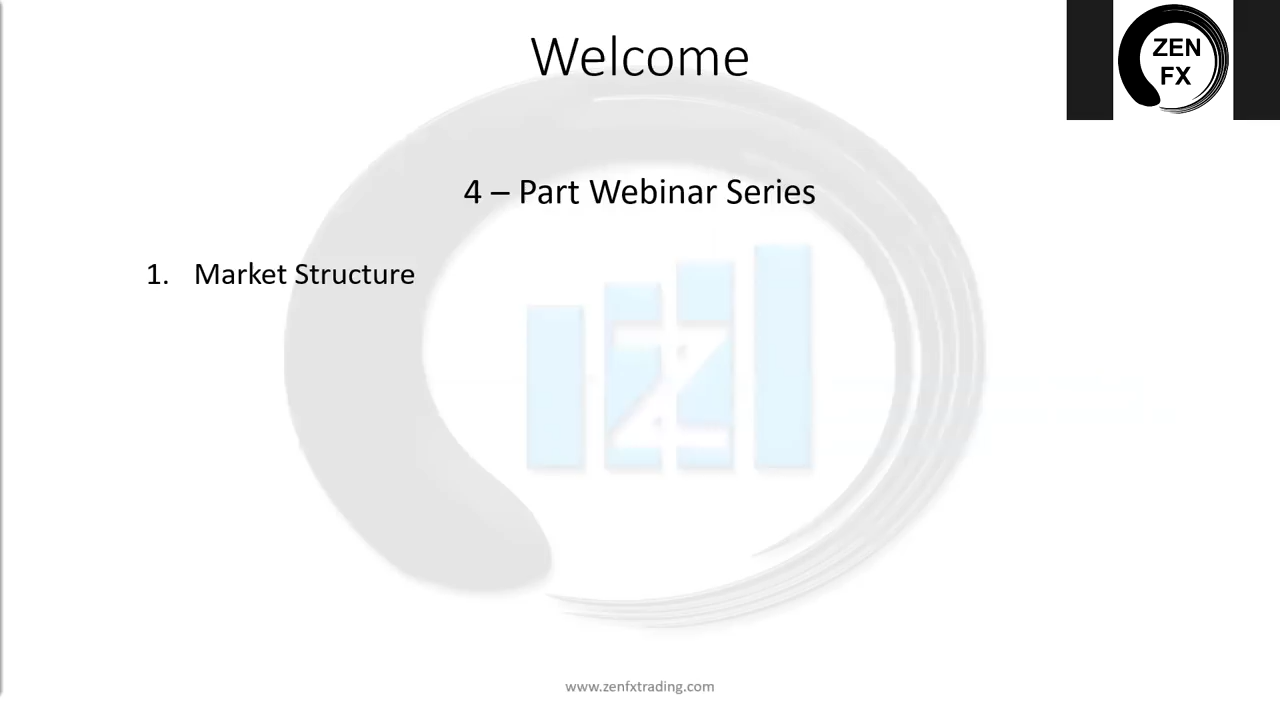 Welcome
ZEN
FX
4 – Part Webinar Series
1. Market Structure
www.zenfxtrading.com